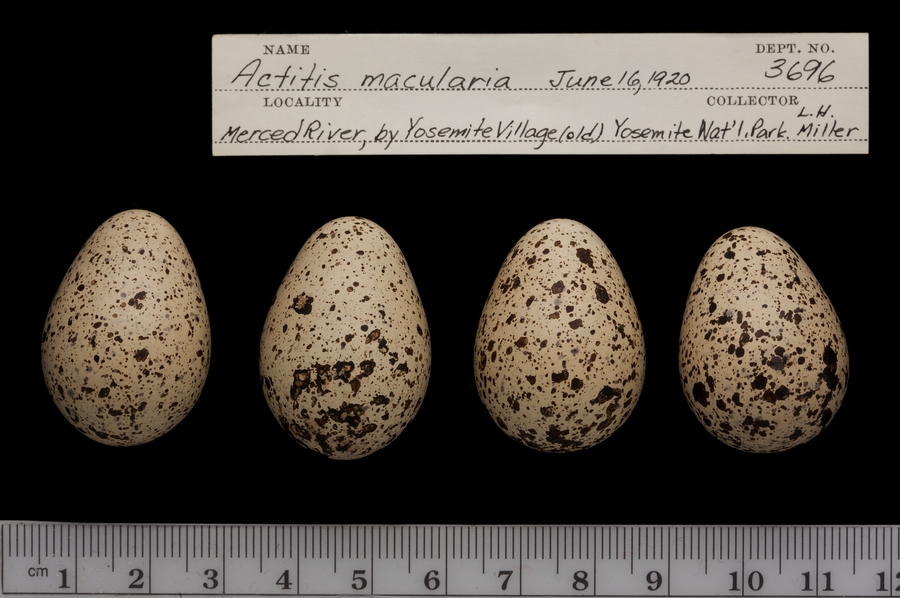 NAME DEPT. NO.
Actitis macularia June 16, 1920 3696
LOCALITY COLLECTOR
Merced River, by Yosemite Village (old) Yosemite Nat'l. Park. L.H. Miller
cm 1 2 3 4 5 6 7 8 9 10 11 12